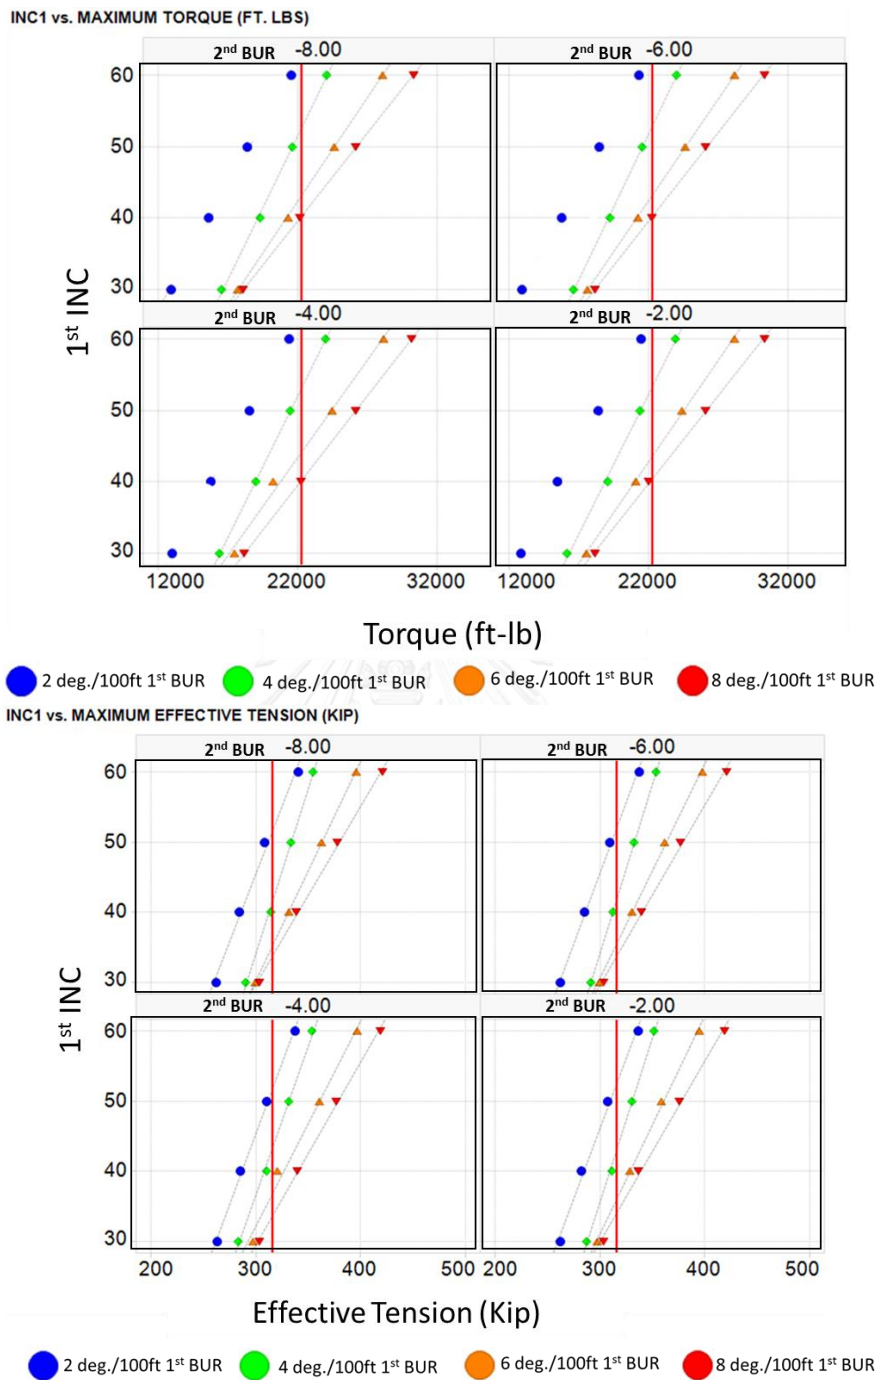 INC1 vs. MAXIMUM TORQUE (FT. LBS)
2nd BUR -8.00 2nd BUR -6.00
60
50
40
30
2nd BUR -4.00 2nd BUR -2.00
60
50
40
30
1st INC
12000 22000 32000 12000 22000 32000
Torque (ft-lb)
2 deg./100ft 1st BUR 4 deg./100ft 1st BUR 6 deg./100ft 1st BUR 8 deg./100ft 1st BUR
INC1 vs. MAXIMUM EFFECTIVE TENSION (KIP)
2nd BUR -8.00 2nd BUR -6.00
60
50
40
30
2nd BUR -4.00 2nd BUR -2.00
60
50
40
30
1st INC
200 300 400 500 200 300 400 500
Effective Tension (Kip)
2 deg./100ft 1st BUR 4 deg./100ft 1st BUR 6 deg./100ft 1st BUR 8 deg./100ft 1st BUR